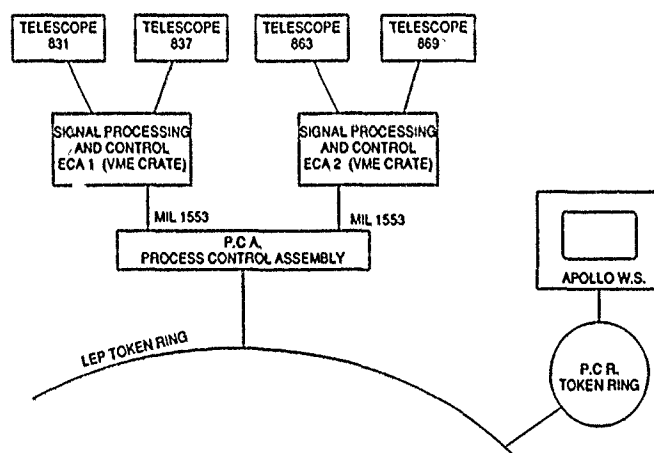 TELESCOPE
831
TELESCOPE
837
TELESCOPE
863
TELESCOPE
869
SIGNAL PROCESSING
AND CONTROL
ECA 1 (VME CRATE)
SIGNAL PROCESSING
AND CONTROL
ECA 2 (VME CRATE)
MIL 1553
MIL 1553
P.C A.
PROCESS CONTROL ASSEMBLY
APOLLO W.S.
LEP TOKEN RING
P.C R.
TOKEN RING